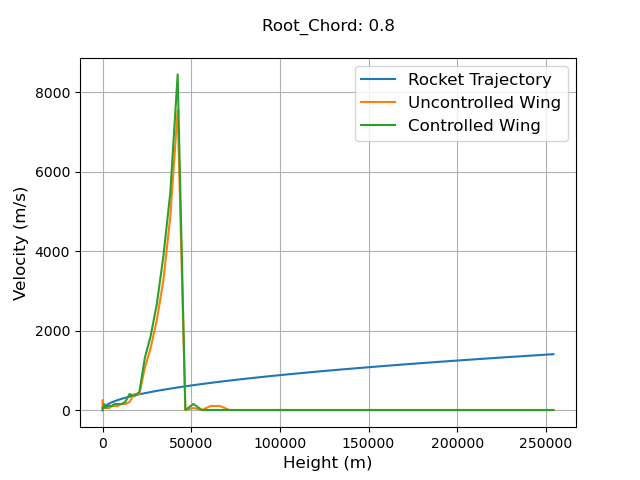 Root_Chord: 0.8
Rocket Trajectory
Uncontrolled Wing
Controlled Wing
8000
6000
4000
2000
0
Velocity (m/s)
0 50000 100000 150000 200000 250000
Height (m)